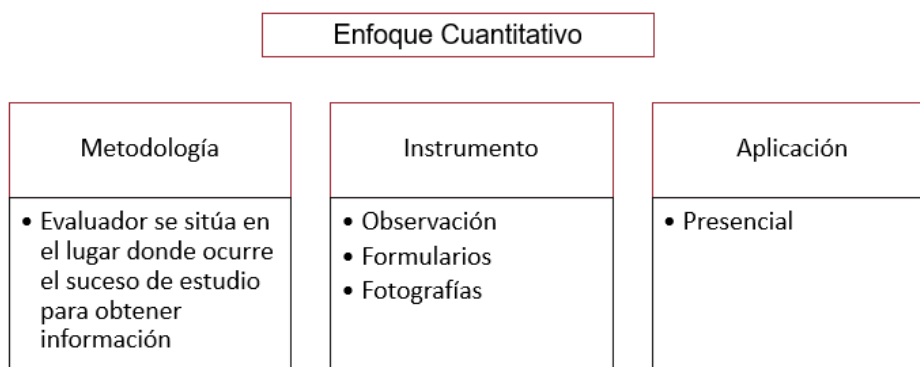 Enfoque Cuantitativo
Metodología
• Evaluador se sitúa en
el lugar donde ocurre
el suceso de estudio
para obtener
información
Instrumento
• Observación
• Formularios
• Fotografías
Aplicación
• Presencial